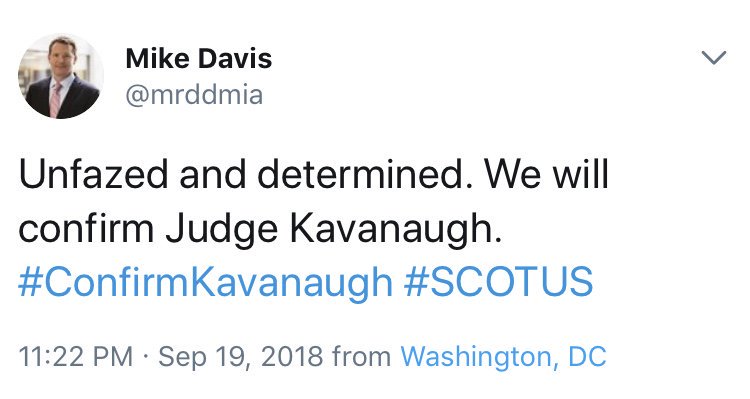 Mike Davis
@mrddmia
Unfazed and determined. We will
confirm Judge Kavanaugh.
#ConfirmKavanaugh #SCOTUS
11:22 PM · Sep 19, 2018 from Washington, DC